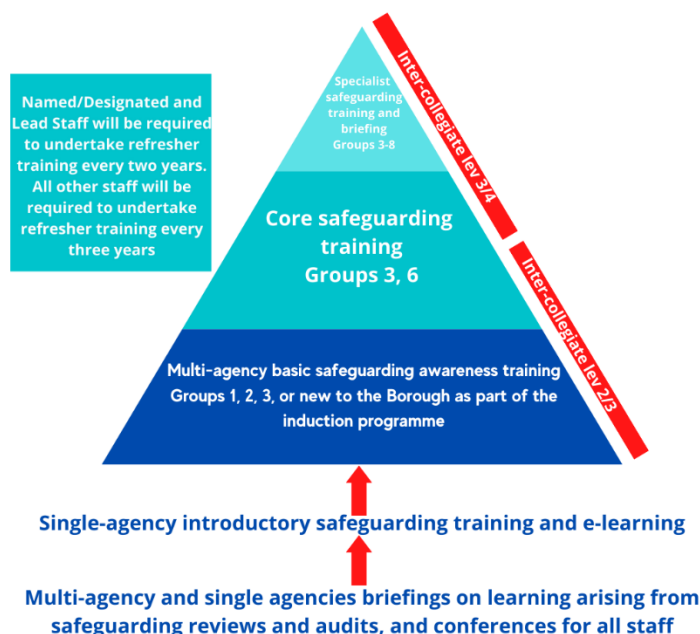 Specialist
safeguarding
training and
briefing
Groups 3-8
Inter-collegiate lev 3/4
Named/Designated and
Lead Staff will be required
to undertake refresher
training every two years.
All other staff will be
required to undertake
refresher training every
three years
Core safeguarding
training
Groups 3, 6
Inter-collegiate lev 2/3
Multi-agency basic safeguarding awareness training
Groups 1, 2, 3, or new to the Borough as part of the
induction programme
Single-agency introductory safeguarding training and e-learning
Multi-agency and single agencies briefings on learning arising from
safeguarding reviews and audits, and conferences for all staff